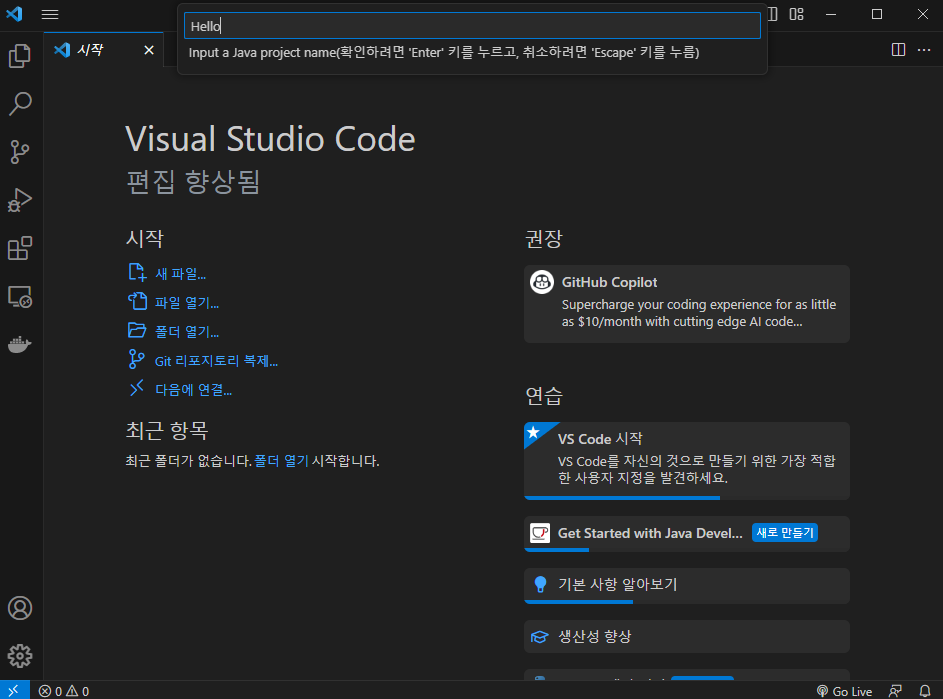 Hello
Input a Java project name(확인하려면 'Enter' 키를 누르고, 취소하려면 'Escape' 키를 누름)
시작
Visual Studio Code
편집 향상됨
시작
새 파일...
파일 열기...
폴더 열기...
Git 리포지토리 복제...
다음에 연결...
최근 항목
최근 폴더가 없습니다. 폴더 열기 시작합니다.
권장
GitHub Copilot
Supercharge your coding experience for as little
as $10/month with cutting edge AI code...
연습
VS Code 시작
VS Code를 자신의 것으로 만들기 위한 가장 적합
한 사용자 지정을 발견하세요.
Get Started with Java Devel... 새로 만들기
기본 사항 알아보기
생산성 향상
0 0
Go Live